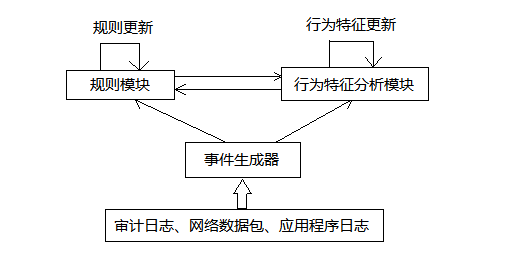 规则更新
行为特征更新
规则模块
行为特征分析模块
事件生成器
审计日志、网络数据包、应用程序日志